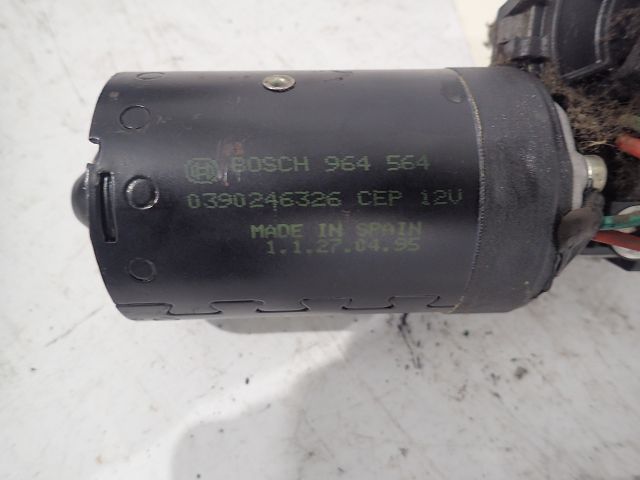 BOSCH 964 564
0390246326 CEP 12V
MADE IN SPAIN
1.1.27.04.95